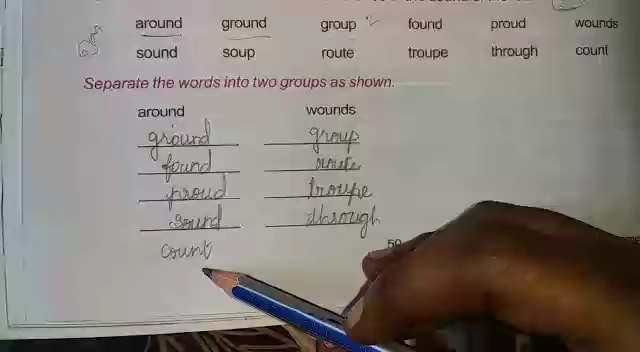 around ground group found proud wounds
sound soup route troupe through count
Separate the words into two groups as shown.
around wounds
ground group
found route
proud troupe
sound through
count